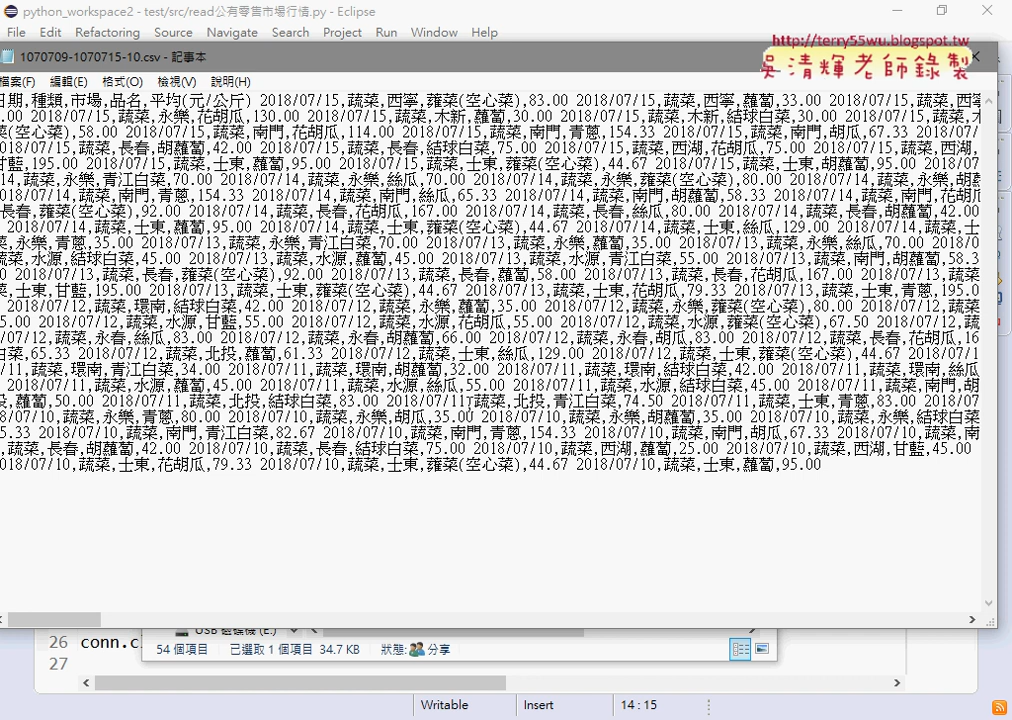 python_workspace2 - test/src/read公有零售市場行情.py - Eclipse
File Edit Refactoring Source Navigate Search Project Run Window Help
http://terry55wu.blogspot.tw
吳清輝老師錄製
1070709-1070715-10.csv - 記事本
檔案(F) 編輯(E) 格式(O) 檢視(V) 說明(H)
日期,種類,市場,品名,平均(元/公斤) 2018/07/15,蔬菜,西寧,蕹菜(空心菜),83.00 2018/07/15,蔬菜,西寧,蘿蔔,33.00 2018/07/15,蔬菜,西寧
.00 2018/07/15,蔬菜,永樂,花胡瓜,130.00 2018/07/15,蔬菜,木新,蘿蔔,30.00 2018/07/15,蔬菜,木新,結球白菜,30.00 2018/07/15,蔬菜,木
菜(空心菜),58.00 2018/07/15,蔬菜,南門,花胡瓜,114.00 2018/07/15,蔬菜,南門,青蔥,154.33 2018/07/15,蔬菜,南門,胡瓜,67.33 2018/07
2018/07/15,蔬菜,長春,胡蘿蔔,42.00 2018/07/15,蔬菜,長春,結球白菜,75.00 2018/07/15,蔬菜,西湖,花胡瓜,75.00 2018/07/15,蔬菜,西湖,
甘藍,195.00 2018/07/15,蔬菜,士東,蘿蔔,95.00 2018/07/15,蔬菜,士東,蕹菜(空心菜),44.67 2018/07/15,蔬菜,士東,胡蘿蔔,95.00 2018/07
14,蔬菜,永樂,青江白菜,70.00 2018/07/14,蔬菜,永樂,絲瓜,70.00 2018/07/14,蔬菜,永樂,蕹菜(空心菜),80.00 2018/07/14,蔬菜,永樂,胡蘿
018/07/14,蔬菜,南門,青蔥,154.33 2018/07/14,蔬菜,南門,絲瓜,65.33 2018/07/14,蔬菜,南門,胡蘿蔔,58.33 2018/07/14,蔬菜,南門,花胡瓜
長春,蕹菜(空心菜),92.00 2018/07/14,蔬菜,長春,花胡瓜,167.00 2018/07/14,蔬菜,長春,絲瓜,80.00 2018/07/14,蔬菜,長春,胡蘿蔔,42.00
2018/07/14,蔬菜,士東,蘿蔔,95.00 2018/07/14,蔬菜,士東,蕹菜(空心菜),44.67 2018/07/14,蔬菜,士東,絲瓜,129.00 2018/07/14,蔬菜,士
菜,永樂,青蔥,35.00 2018/07/13,蔬菜,永樂,青江白菜,70.00 2018/07/13,蔬菜,永樂,蘿蔔,35.00 2018/07/13,蔬菜,永樂,絲瓜,70.00 2018/0
蔬菜,水源,結球白菜,45.00 2018/07/13,蔬菜,水源,蘿蔔,45.00 2018/07/13,蔬菜,水源,青江白菜,55.00 2018/07/13,蔬菜,南門,胡蘿蔔,58.3
00 2018/07/13,蔬菜,長春,蕹菜(空心菜),92.00 2018/07/13,蔬菜,長春,蘿蔔,58.00 2018/07/13,蔬菜,長春,花胡瓜,167.00 2018/07/13,蔬
菜,士東,甘藍,195.00 2018/07/13,蔬菜,士東,蕹菜(空心菜),44.67 2018/07/13,蔬菜,士東,花胡瓜,79.33 2018/07/13,蔬菜,士東,青蔥,195.0
2018/07/12,蔬菜,環南,結球白菜,42.00 2018/07/12,蔬菜,永樂,蘿蔔,35.00 2018/07/12,蔬菜,永樂,蕹菜(空心菜),80.00 2018/07/12,蔬菜
5.00 2018/07/12,蔬菜,水源,甘藍,55.00 2018/07/12,蔬菜,水源,花胡瓜,55.00 2018/07/12,蔬菜,水源,蕹菜(空心菜),67.50 2018/07/12,蔬
/07/12,蔬菜,永春,絲瓜,83.00 2018/07/12,蔬菜,永春,胡蘿蔔,66.00 2018/07/12,蔬菜,永春,胡瓜,83.00 2018/07/12,蔬菜,長春,花胡瓜,16
白菜,65.33 2018/07/12,蔬菜,北投,蘿蔔,61.33 2018/07/12,蔬菜,士東,絲瓜,129.00 2018/07/12,蔬菜,士東,蕹菜(空心菜),44.67 2018/07/1
/11,蔬菜,環南,青江白菜,34.00 2018/07/11,蔬菜,環南,胡蘿蔔,32.00 2018/07/11,蔬菜,環南,結球白菜,42.00 2018/07/11,蔬菜,環南,絲瓜
2018/07/11,蔬菜,水源,蘿蔔,45.00 2018/07/11,蔬菜,水源,絲瓜,55.00 2018/07/11,蔬菜,水源,結球白菜,45.00 2018/07/11,蔬菜,南門,胡
投,蘿蔔,50.00 2018/07/11,蔬菜,北投,結球白菜,83.00 2018/07/11,蔬菜,北投,青江白菜,74.50 2018/07/11,蔬菜,士東,青蔥,83.00 2018/0
018/07/10,蔬菜,永樂,青蔥,80.00 2018/07/10,蔬菜,永樂,胡瓜,35.00 2018/07/10,蔬菜,永樂,胡蘿蔔,35.00 2018/07/10,蔬菜,永樂,結球白菜
5.33 2018/07/10,蔬菜,南門,青江白菜,82.67 2018/07/10,蔬菜,南門,青蔥,154.33 2018/07/10,蔬菜,南門,胡瓜,67.33 2018/07/10,蔬菜,南
,蔬菜,長春,胡蘿蔔,42.00 2018/07/10,蔬菜,長春,結球白菜,75.00 2018/07/10,蔬菜,西湖,蘿蔔,25.00 2018/07/10,蔬菜,西湖,甘藍,45.00
2018/07/10,蔬菜,士東,花胡瓜,79.33 2018/07/10,蔬菜,士東,蕹菜(空心菜),44.67 2018/07/10,蔬菜,士東,蘿蔔,95.00
USB 磁碟機 (E:)
26 conn.c
54 個項目 已選取 1 個項目 34.7 KB 狀態: 分享
27
Writable Insert 14 : 15